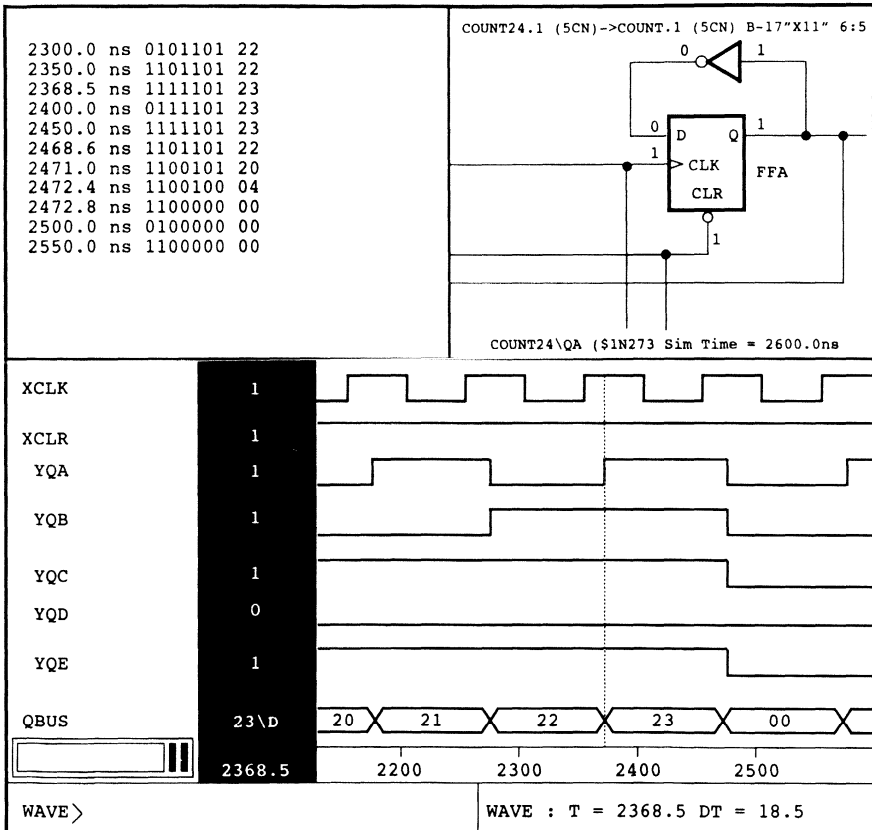 2300.0 ns 0101101 22
2350.0 ns 1101101 22
2368.5 ns 1111101 23
2400.0 ns 0111101 23
2450.0 ns 1111101 23
2468.6 ns 1101101 22
2471.0 ns 1100101 20
2472.4 ns 1100100 04
2472.8 ns 1100000 00
2500.0 ns 0100000 00
2550.0 ns 1100000 00
COUNT24.1 (5CN)->COUNT.1 (5CN) B-17"X11" 6:5
0 1
0 D Q 1
1 CLK FFA
CLR
1
COUNT24\QA ($1N273 Sim Time = 2600.0ns
XCLK 1
XCLR 1
YQA 1
YQB 1
YQC 1
YQD 0
YQE 1
QBUS 23\D 20 21 22 23 00
2368.5 2200 2300 2400 2500
WAVE> WAVE : T = 2368.5 DT = 18.5